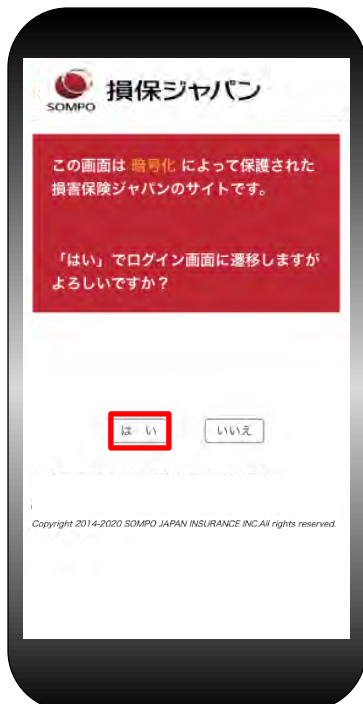 損保ジャパン
SOMPO
この画面は 暗号化 によって保護された
損害保険ジャパンのサイトです。
「はい」でログイン画面に遷移しますが
よろしいですか？
は い
いいえ
Copyright 2014-2020 SOMPO JAPAN INSURANCE INC.All rights reserved.